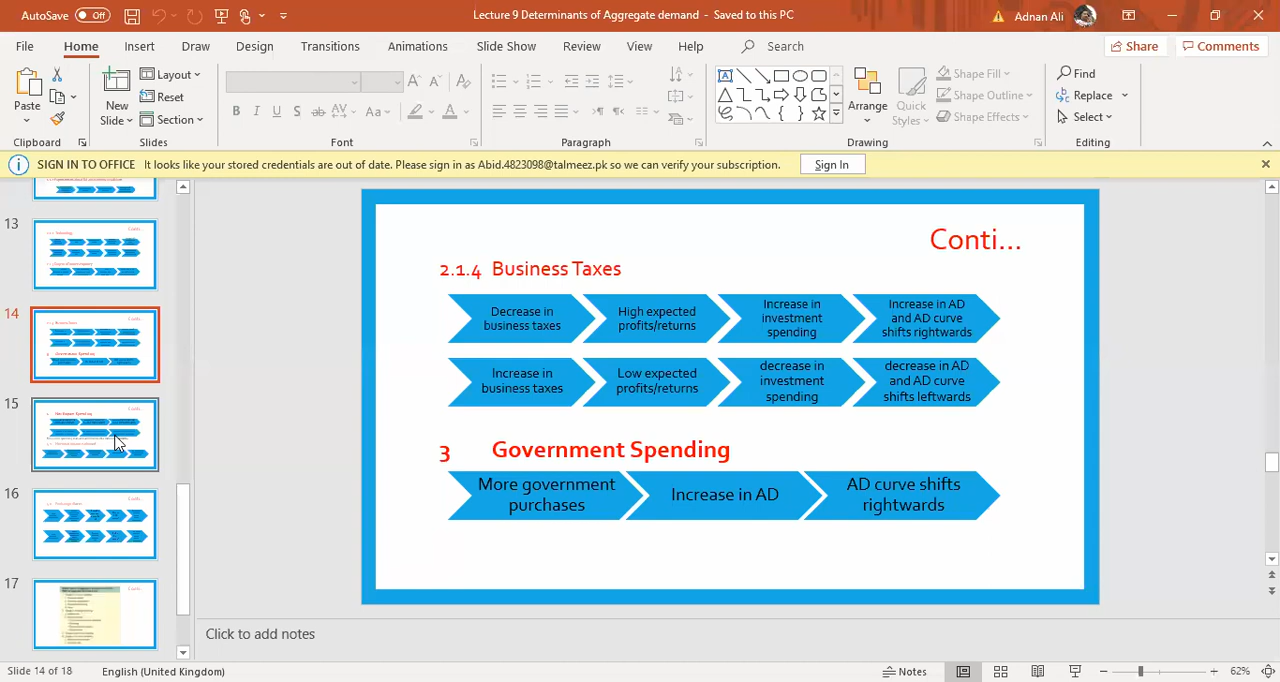 AutoSave Off Lecture 9 Determinants of Aggregate demand - Saved to this PC Adnan Ali
File Home Insert Draw Design Transitions Animations Slide Show Review View Help Search Share Comments
Paste New Slide Layout Reset Section Aa Arrange Quick Styles Shape Fill Shape Outline Shape Effects Find Replace Select
Clipboard Slides Font Paragraph Drawing Editing
SIGN IN TO OFFICE It looks like your stored credentials are out of date. Please sign in as Abid.4823098@talmeez.pk so we can verify your subscription. Sign In
13
14
15
16
17
Conti...
2.1.4 Business Taxes
Decrease in business taxes
High expected profits/returns
Increase in investment spending
Increase in AD and AD curve shifts rightwards
Increase in business taxes
Low expected profits/returns
decrease in investment spending
decrease in AD and AD curve shifts leftwards
3 Government Spending
More government purchases
Increase in AD
AD curve shifts rightwards
Click to add notes
Slide 14 of 18 English (United Kingdom) Notes 62%